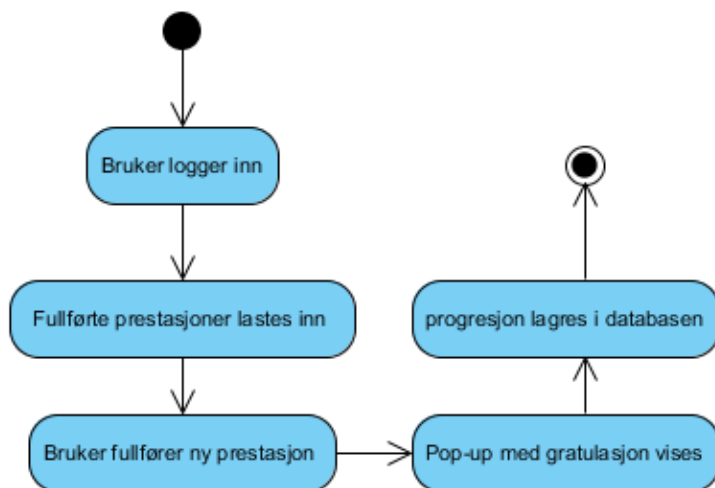 Bruker logger inn
Fullførte prestasjoner lastes inn
Bruker fullfører ny prestasjon
Pop-up med gratulasjon vises
progresjon lagres i databasen